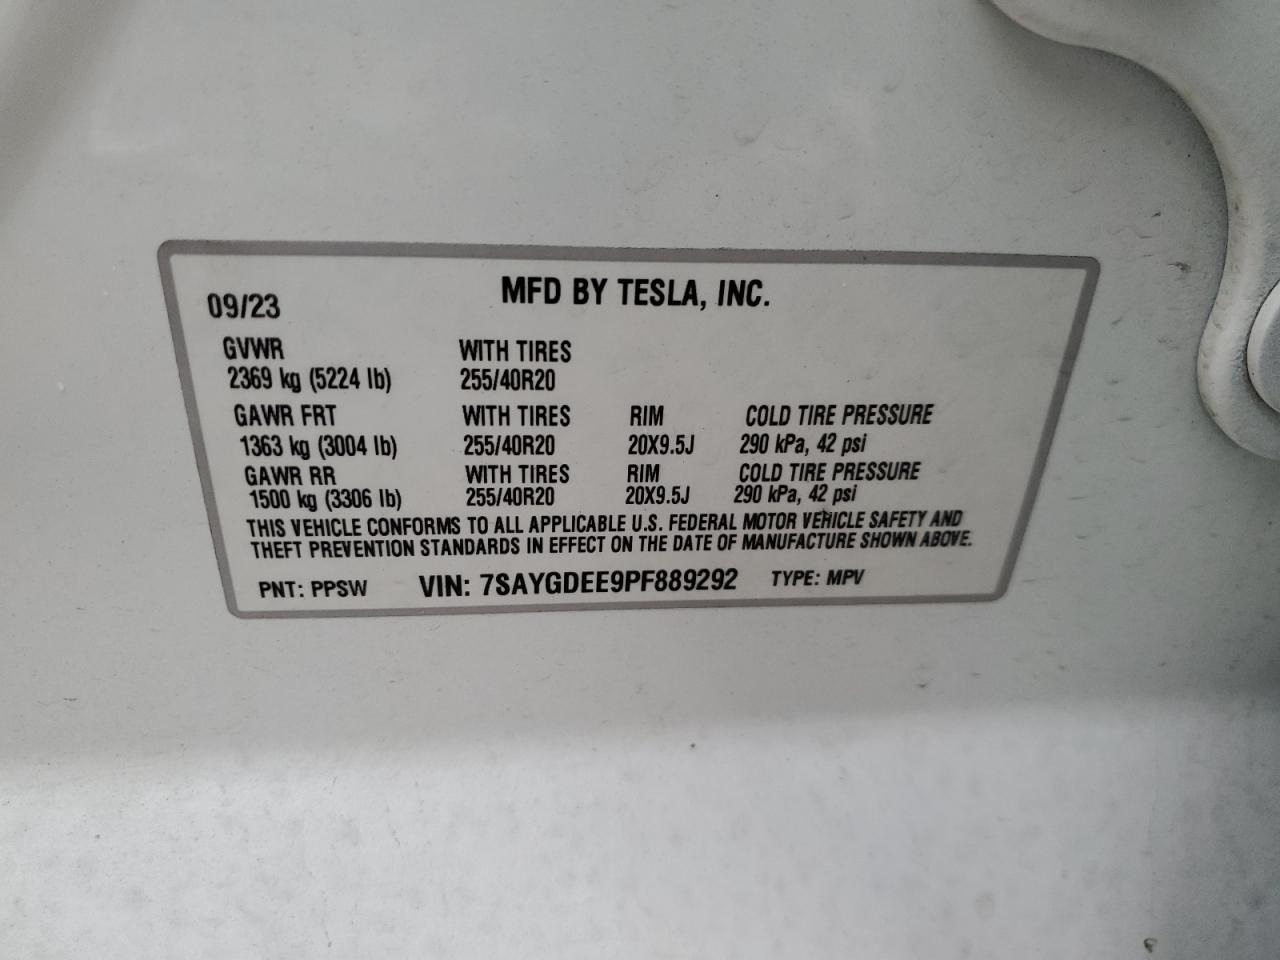 MFD BY TESLA, INC.
09/23
GVWR WITH TIRES
2369 kg (5224 lb) 255/40R20
GAWR FRT WITH TIRES RIM COLD TIRE PRESSURE
1363 kg (3004 lb) 255/40R20 20X9.5J 290 kPa, 42 psi
GAWR RR WITH TIRES RIM COLD TIRE PRESSURE
1500 kg (3306 lb) 255/40R20 20X9.5J 290 kPa, 42 psi
THIS VEHICLE CONFORMS TO ALL APPLICABLE U.S. FEDERAL MOTOR VEHICLE SAFETY AND
THEFT PREVENTION STANDARDS IN EFFECT ON THE DATE OF MANUFACTURE SHOWN ABOVE.
PNT: PPSW VIN: 7SAYGDEE9PF889292 TYPE: MPV